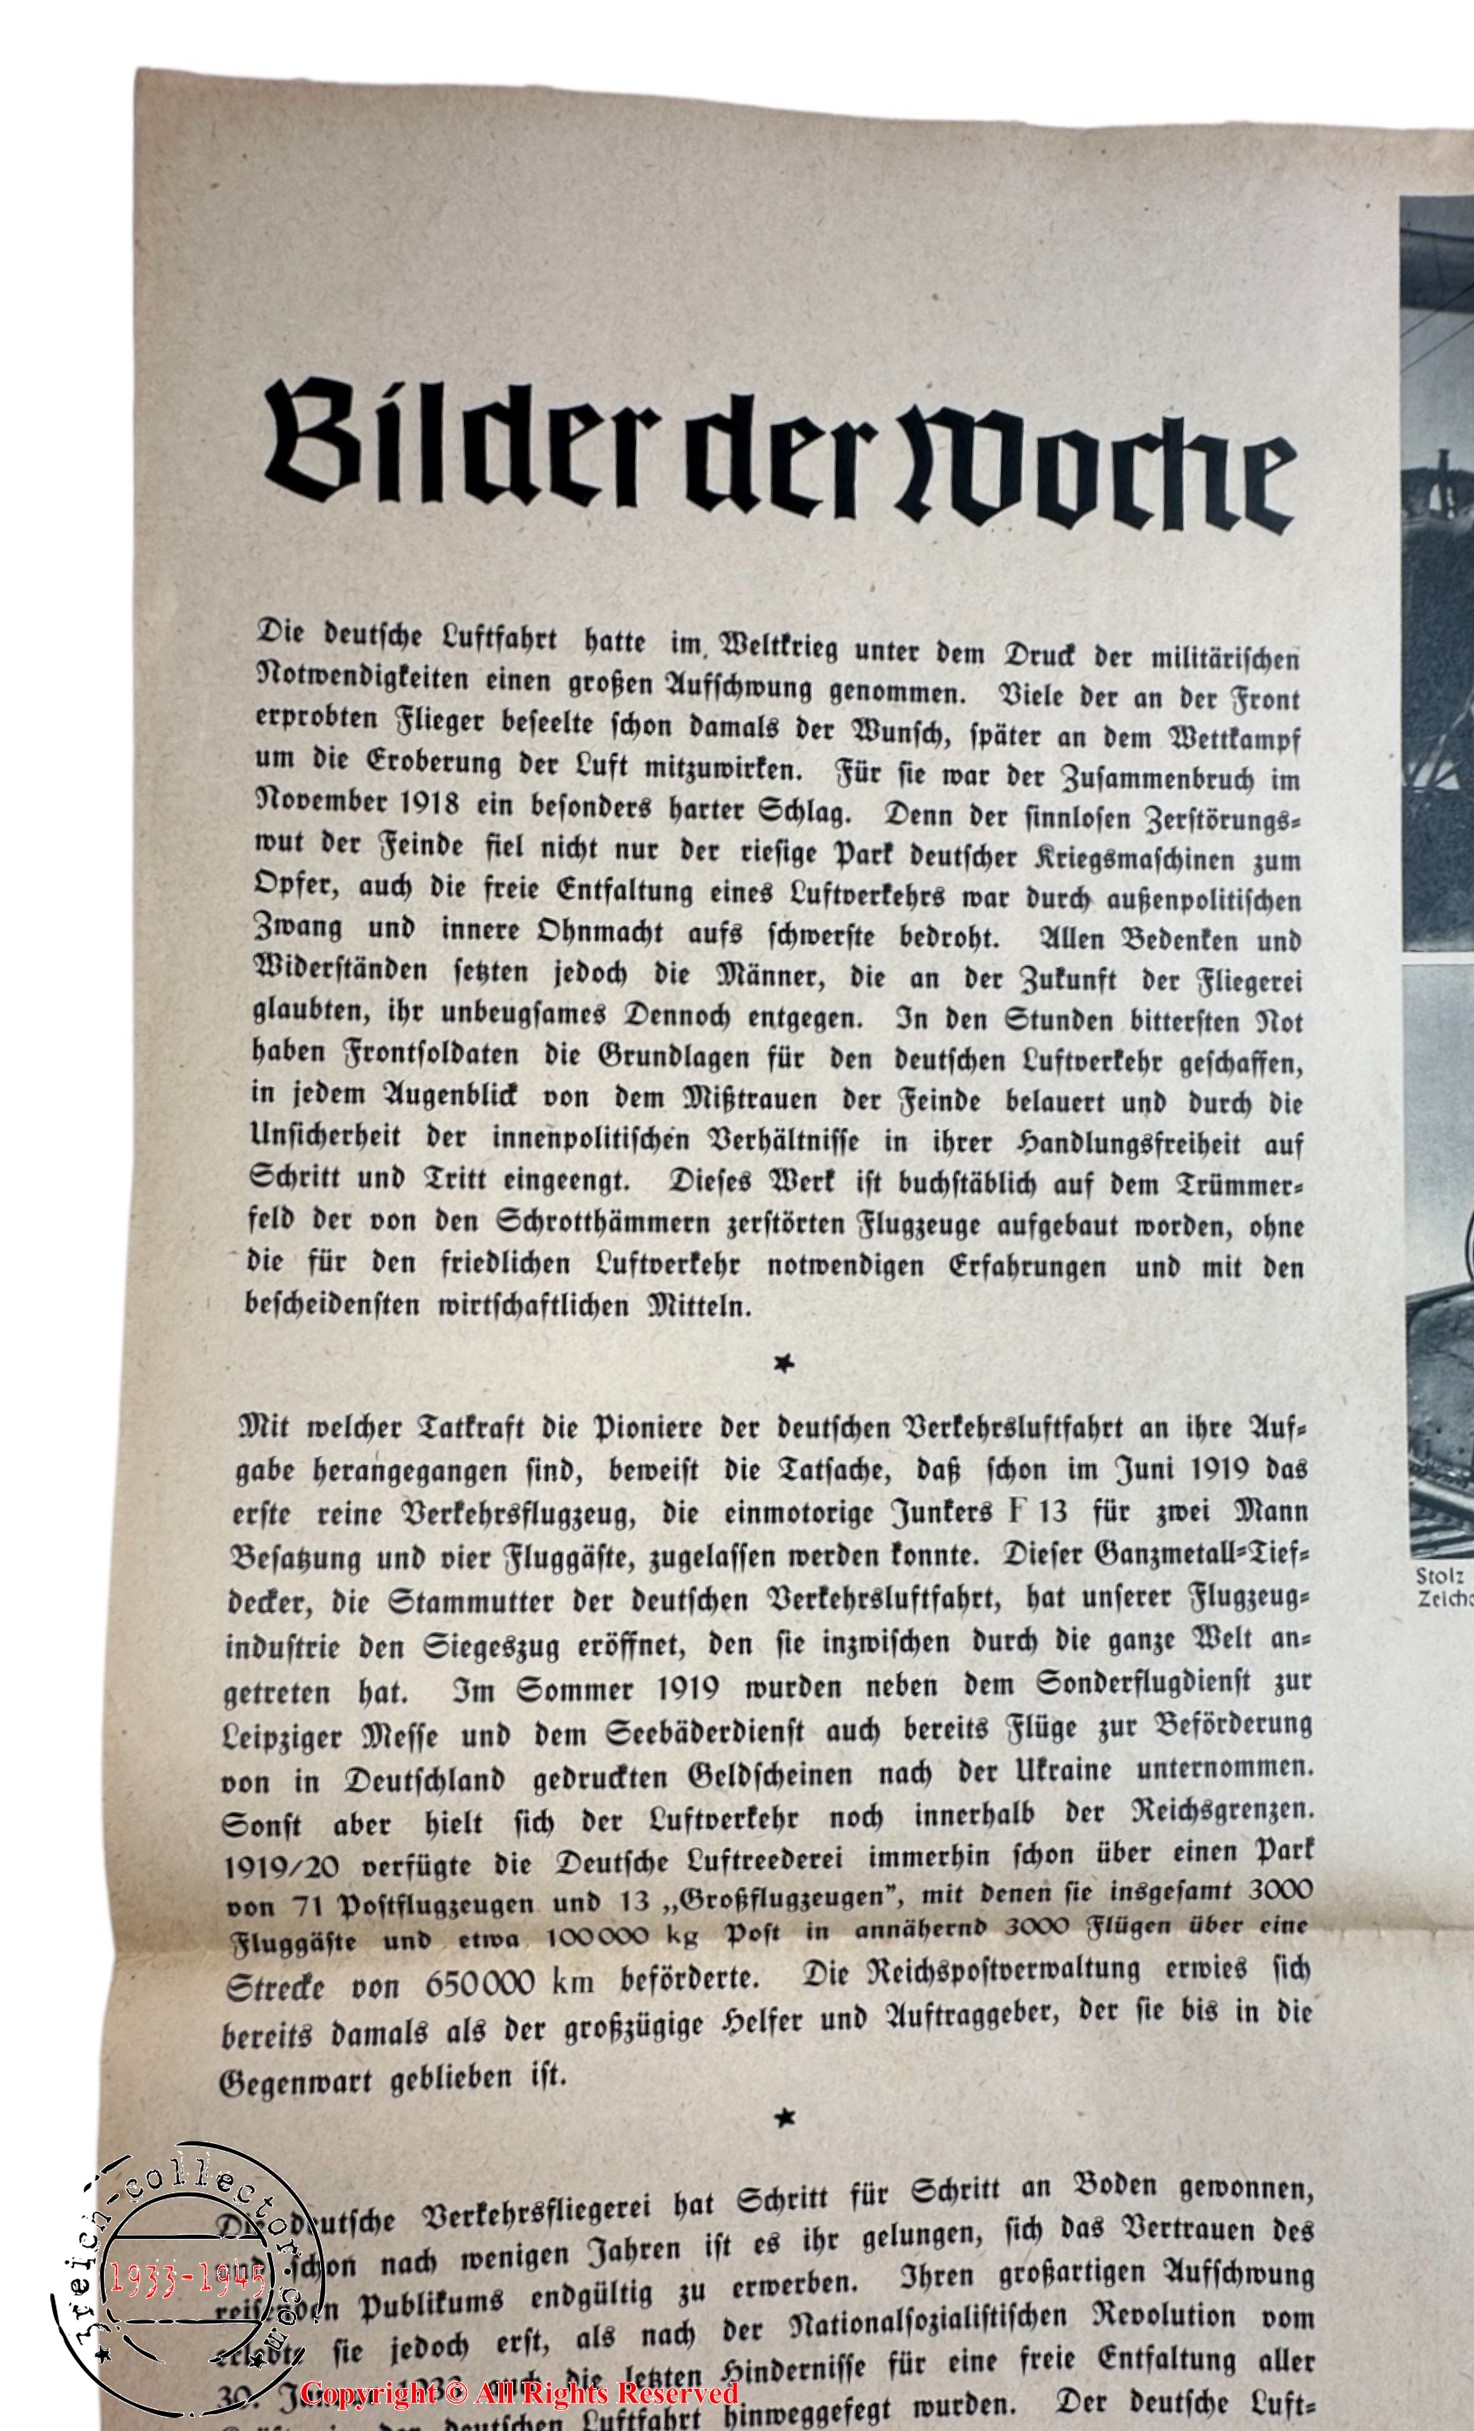 Bilder der Woche
Die deutsche Luftfahrt hatte im Weltkrieg unter dem Druck der militärischen
Notwendigkeiten einen großen Aufschwung genommen. Viele der an der Front
erprobten Flieger beseelte schon damals der Wunsch, später an dem Wettkampf
um die Eroberung der Luft mitzuwirken. Für sie war der Zusammenbruch im
November 1918 ein besonders harter Schlag. Denn der sinnlosen Zerstörungs-
wut der Feinde fiel nicht nur der riesige Park deutscher Kriegsmaschinen zum
Opfer, auch die freie Entfaltung eines Luftverkehrs war durch außenpolitischen
Zwang und innere Ohnmacht aufs schwerste bedroht. Allen Bedenken und
Widerständen setzten jedoch die Männer, die an der Zukunft der Fliegerei
glaubten, ihr unbeugsames Dennoch entgegen. In den Stunden bittersten Not
haben Frontsoldaten die Grundlagen für den deutschen Luftverkehr geschaffen,
in jedem Augenblick von dem Mißtrauen der Feinde belauert und durch die
Unsicherheit der innenpolitischen Verhältnisse in ihrer Handlungsfreiheit auf
Schritt und Tritt eingeengt. Dieses Werk ist buchstäblich auf dem Trümmer-
feld der von den Schrotthämmern zerstörten Flugzeuge aufgebaut worden, ohne
die für den friedlichen Luftverkehr notwendigen Erfahrungen und mit den
bescheidensten wirtschaftlichen Mitteln.
★
Mit welcher Tatkraft die Pioniere der deutschen Verkehrsluftfahrt an ihre Auf-
gabe herangegangen sind, beweist die Tatsache, daß schon im Juni 1919 das
erste reine Verkehrsflugzeug, die einmotorige Junkers F 13 für zwei Mann
Besatzung und vier Fluggäste, zugelassen werden konnte. Dieser Ganzmetall-Tief-
decker, die Stammutter der deutschen Verkehrsluftfahrt, hat unserer Flugzeug-
industrie den Siegeszug eröffnet, den sie inzwischen durch die ganze Welt an-
getreten hat. Im Sommer 1919 wurden neben dem Sonderflugdienst zur
Leipziger Messe und dem Seebäderdienst auch bereits Flüge zur Beförderung
von in Deutschland gedruckten Geldscheinen nach der Ukraine unternommen.
Sonst aber hielt sich der Luftverkehr noch innerhalb der Reichsgrenzen.
1919/20 verfügte die Deutsche Luftreederei immerhin schon über einen Park
von 71 Postflugzeugen und 13 „Großflugzeugen”, mit denen sie insgesamt 3000
Fluggäste und etwa 100000 kg Post in annähernd 3000 Flügen über eine
Strecke von 650000 km beförderte. Die Reichspostverwaltung erwies sich
bereits damals als der großzügige Helfer und Auftraggeber, der sie bis in die
Gegenwart geblieben ist.
★
Die deutsche Verkehrsfliegerei hat Schritt für Schritt an Boden gewonnen,
und schon nach wenigen Jahren ist es ihr gelungen, sich das Vertrauen des
reisenden Publikums endgültig zu erwerben. Ihren großartigen Aufschwung
erlebte sie jedoch erst, als nach der Nationalsozialistischen Revolution vom
30. Januar 1933 auch die letzten Hindernisse für eine freie Entfaltung aller
der deutschen Luftfahrt hinweggefegt wurden. Der deutsche Luft-
Stolz
3reich-collector.com
1933-1945
Copyright © All Rights Reserved